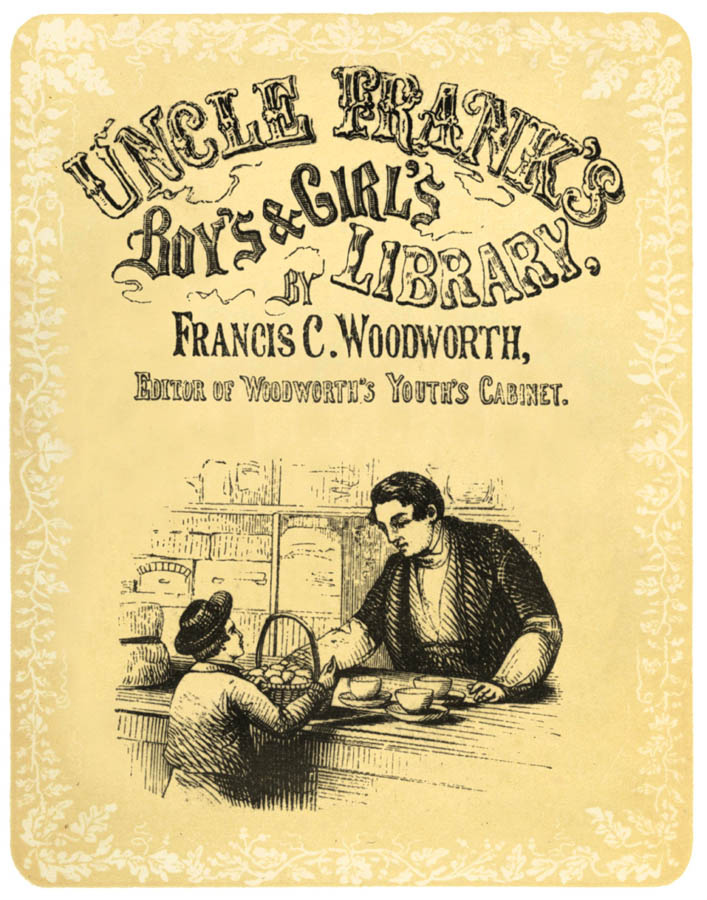 UNCLE FRANK'S
BOY'S & GIRL'S
LIBRARY,
BY
FRANCIS C. WOODWORTH,
EDITOR OF WOODWORTH'S YOUTH'S CABINET.